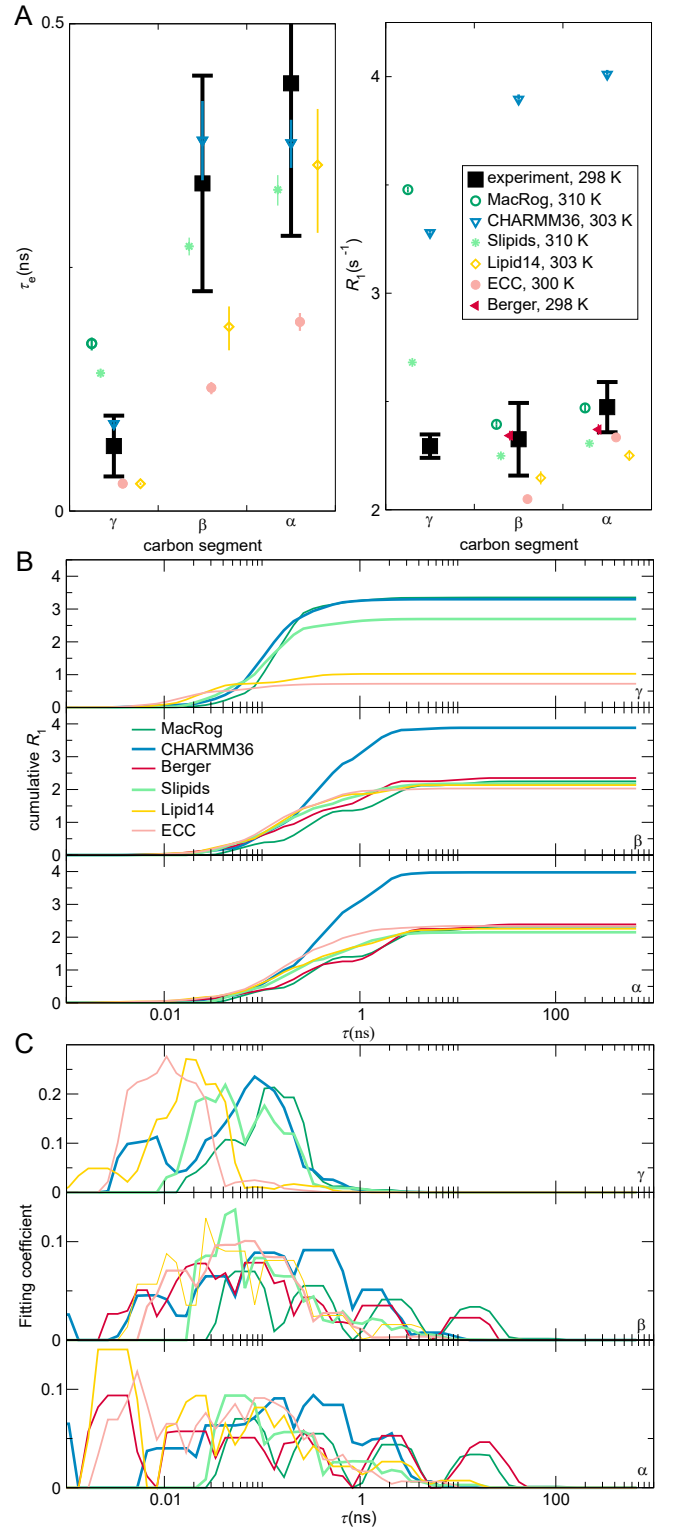 A
0.5
0
τe(ns)
γ
β
α
carbon segment
4
3
2
R1(s-1)
experiment, 298 K
MacRog, 310 K
CHARMM36, 303 K
Slipids, 310 K
Lipid14, 303 K
ECC, 300 K
Berger, 298 K
γ
β
α
carbon segment
B
4
3
2
1
0
γ
cumulative R1
4
3
2
1
0
MacRog
CHARMM36
Berger
Slipids
Lipid14
ECC
β
4
3
2
1
0
α
0.01
1
100
τ(ns)
C
0.2
0.1
0
γ
Fitting coefficient
0.1
0
β
0.1
0
α
0.01
1
100
τ(ns)